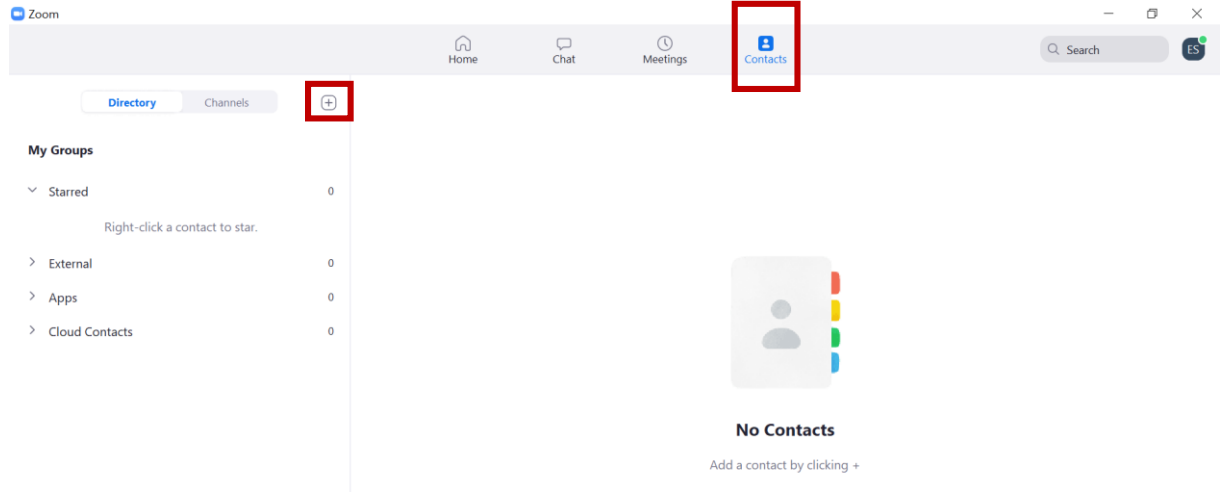 Zoom
Home
Chat
Meetings
Contacts
Search
ES
Directory
Channels
My Groups
Starred 0
Right-click a contact to star.
External 0
Apps 0
Cloud Contacts 0
No Contacts
Add a contact by clicking +